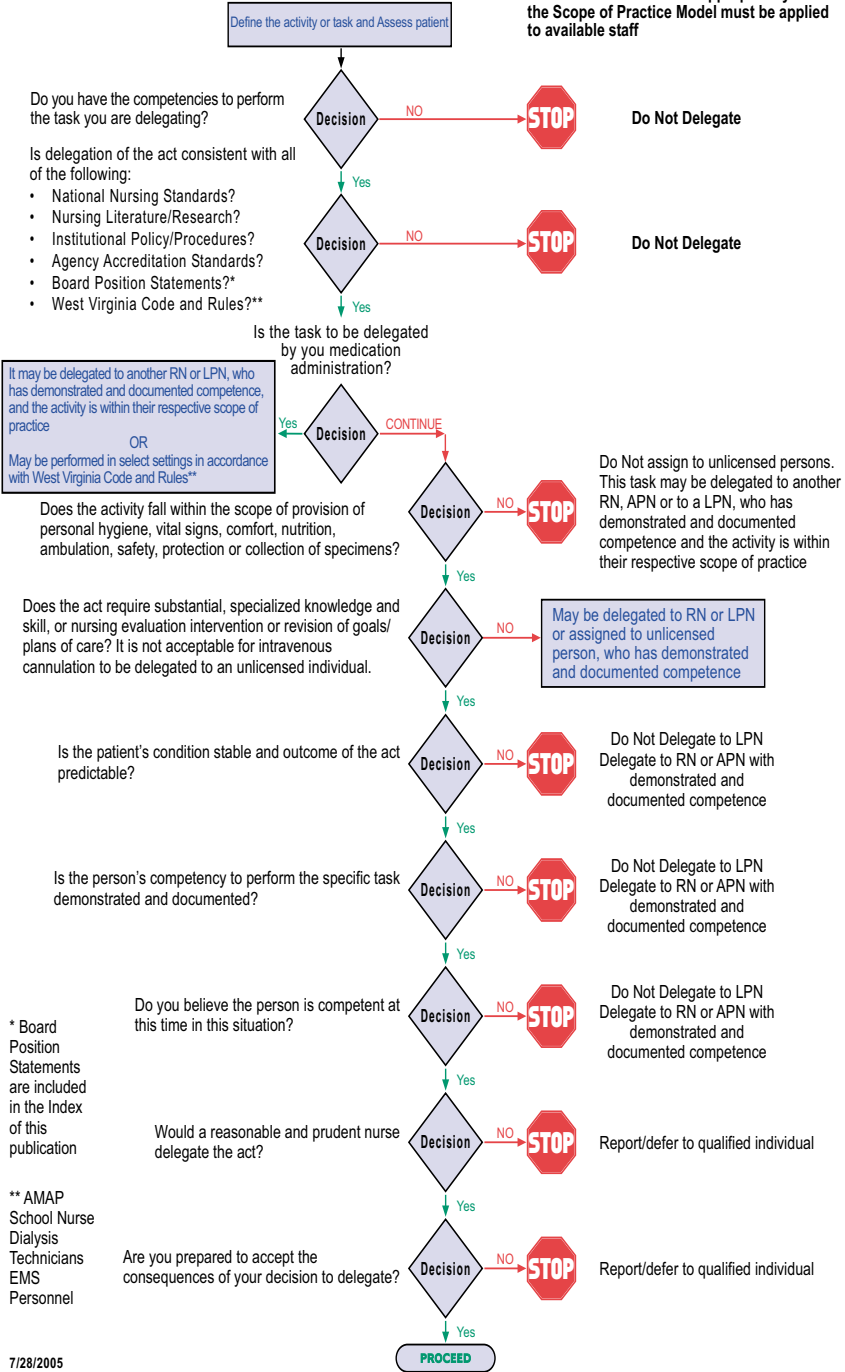 the Scope of Practice Model must be applied
to available staff
Define the activity or task and Assess patient
Do you have the competencies to perform
the task you are delegating?
Decision
NO
STOP
Do Not Delegate
Yes
Is delegation of the act consistent with all
of the following:
• National Nursing Standards?
• Nursing Literature/Research?
• Institutional Policy/Procedures?
• Agency Accreditation Standards?
• Board Position Statements?*
• West Virginia Code and Rules?**
Decision
NO
STOP
Do Not Delegate
Yes
Is the task to be delegated
by you medication
administration?
Decision
Yes
It may be delegated to another RN or LPN, who
has demonstrated and documented competence,
and the activity is within their respective scope of
practice
OR
May be performed in select settings in accordance
with West Virginia Code and Rules**
CONTINUE
Does the activity fall within the scope of provision of
personal hygiene, vital signs, comfort, nutrition,
ambulation, safety, protection or collection of specimens?
Decision
NO
STOP
Do Not assign to unlicensed persons.
This task may be delegated to another
RN, APN or to a LPN, who has
demonstrated and documented
competence and the activity is within
their respective scope of practice
Yes
Does the act require substantial, specialized knowledge and
skill, or nursing evaluation intervention or revision of goals/
plans of care? It is not acceptable for intravenous
cannulation to be delegated to an unlicensed individual.
Decision
NO
May be delegated to RN or LPN
or assigned to unlicensed
person, who has demonstrated
and documented competence
Yes
Is the patient's condition stable and outcome of the act
predictable?
Decision
NO
STOP
Do Not Delegate to LPN
Delegate to RN or APN with
demonstrated and
documented competence
Yes
Is the person's competency to perform the specific task
demonstrated and documented?
Decision
NO
STOP
Do Not Delegate to LPN
Delegate to RN or APN with
demonstrated and
documented competence
Yes
Do you believe the person is competent at
this time in this situation?
Decision
NO
STOP
Do Not Delegate to LPN
Delegate to RN or APN with
demonstrated and
documented competence
Yes
Would a reasonable and prudent nurse
delegate the act?
Decision
NO
STOP
Report/defer to qualified individual
Yes
Are you prepared to accept the
consequences of your decision to delegate?
Decision
NO
STOP
Report/defer to qualified individual
Yes
PROCEED
* Board
Position
Statements
are included
in the Index
of this
publication
** AMAP
School Nurse
Dialysis
Technicians
EMS
Personnel
7/28/2005